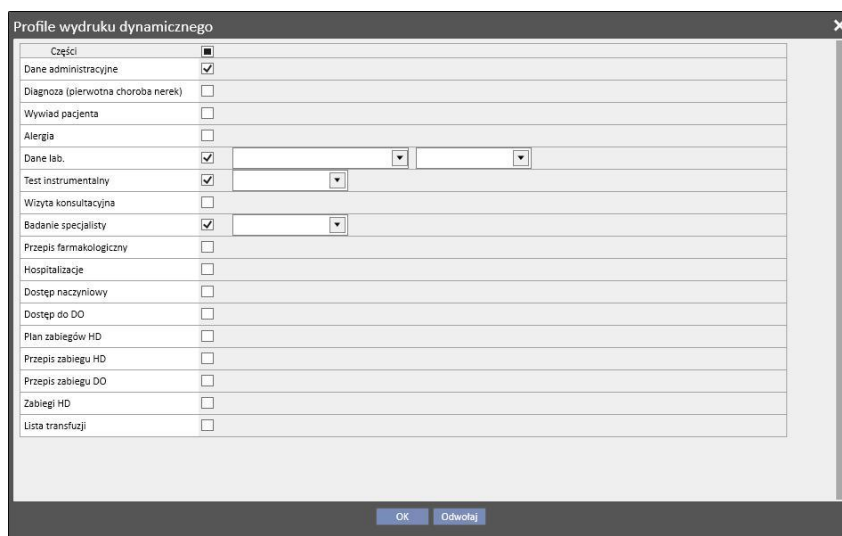 Profile wydruku dynamicznego
Części
Dane administracyjne
Diagnoza (pierwotna choroba nerek)
Wywiad pacjenta
Alergia
Dane lab.
Test instrumentalny
Wizyta konsultacyjna
Badanie specjalisty
Przepis farmakologiczny
Hospitalizacje
Dostęp naczyniowy
Dostęp do DO
Plan zabiegów HD
Przepis zabiegu HD
Przepis zabiegu DO
Zabiegi HD
Lista transfuzji
OK Odwołaj